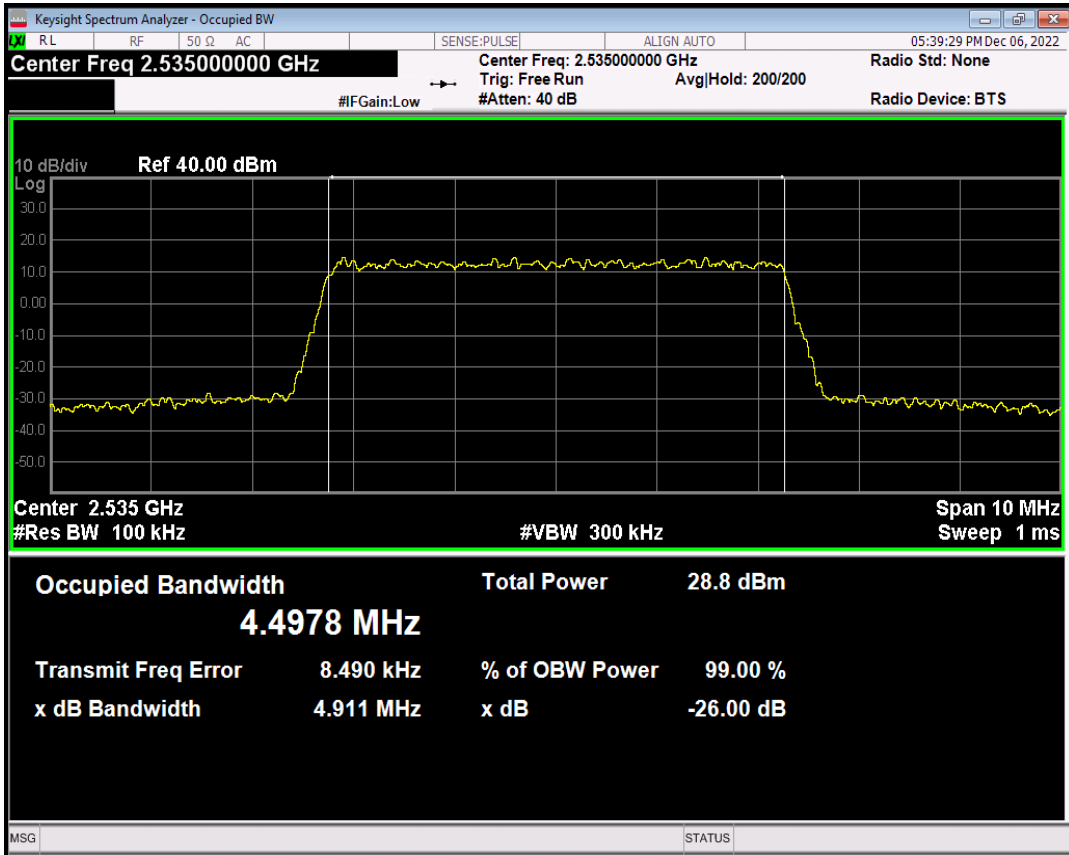 Keysight Spectrum Analyzer - Occupied BW
LXI RL RF 50 Ω AC SENSE:PULSE ALIGN AUTO 05:39:29 PM Dec 06, 2022
Center Freq 2.535000000 GHz Center Freq: 2.535000000 GHz Radio Std: None
Trig: Free Run Avg|Hold: 200/200
#IFGain:Low #Atten: 40 dB Radio Device: BTS
10 dB/div Ref 40.00 dBm
Log
30.0
20.0
10.0
0.00
-10.0
-20.0
-30.0
-40.0
-50.0
Center 2.535 GHz Span 10 MHz
#Res BW 100 kHz #VBW 300 kHz Sweep 1 ms
Occupied Bandwidth Total Power 28.8 dBm
4.4978 MHz
Transmit Freq Error 8.490 kHz % of OBW Power 99.00 %
x dB Bandwidth 4.911 MHz x dB -26.00 dB
MSG STATUS